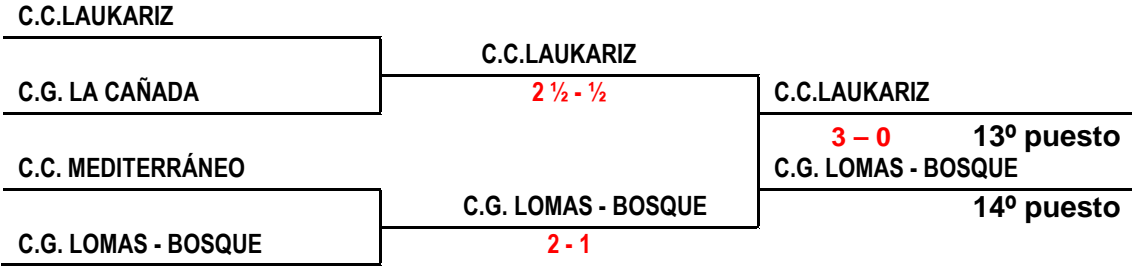 C.C.LAUKARIZ
C.C.LAUKARIZ
C.G. LA CAÑADA
2 ½ - ½
C.C.LAUKARIZ
3 – 0 13º puesto
C.C. MEDITERRÁNEO
C.G. LOMAS - BOSQUE
C.G. LOMAS - BOSQUE
14º puesto
C.G. LOMAS - BOSQUE
2 - 1